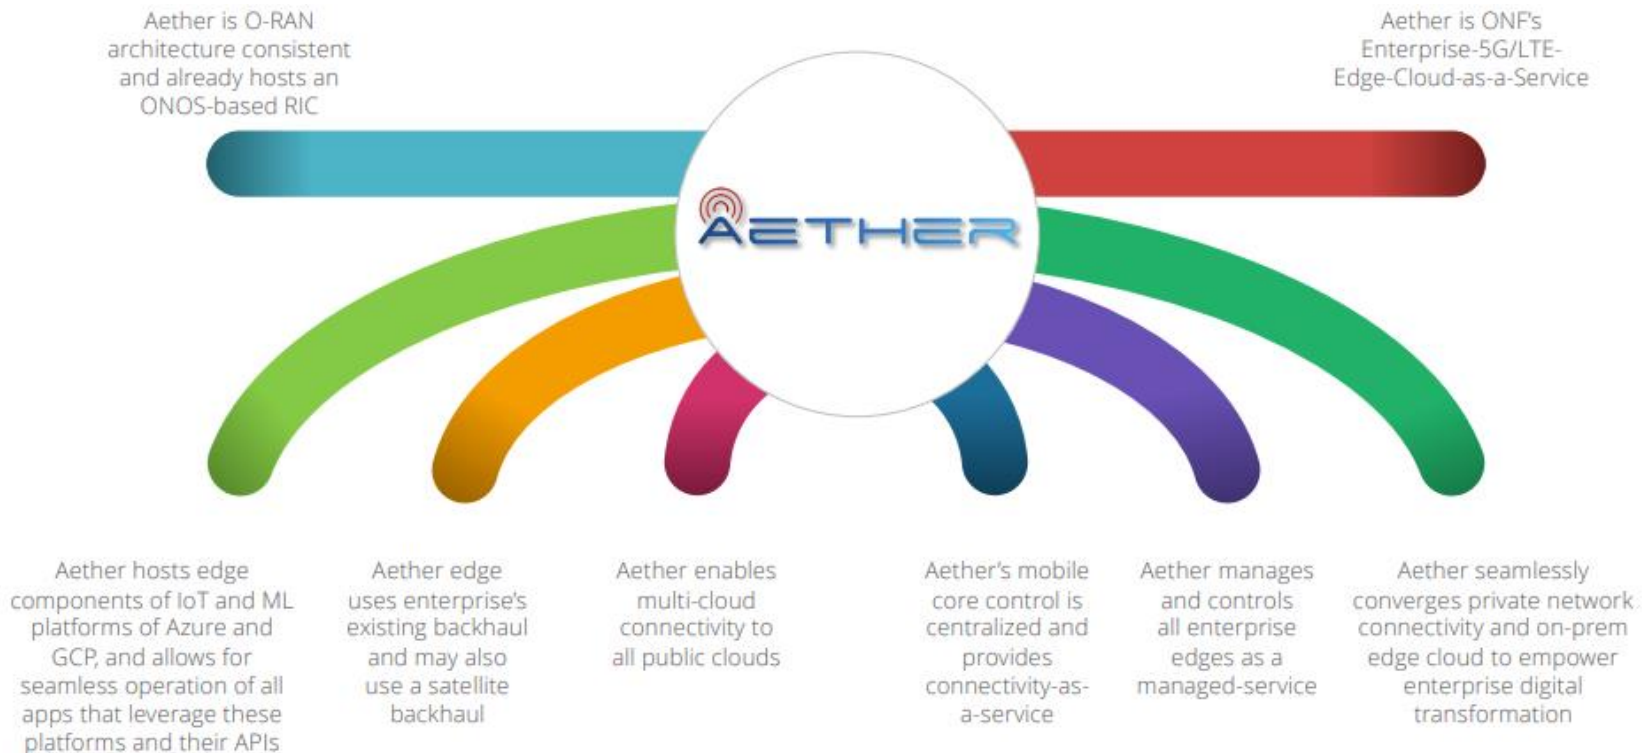 Aether is O-RAN
architecture consistent
and already hosts an
ONOS-based RIC
Aether is ONF's
Enterprise-5G/LTE-
Edge-Cloud-as-a-Service
AETHER
Aether hosts edge
components of IoT and ML
platforms of Azure and
GCP, and allows for
seamless operation of all
apps that leverage these
platforms and their APIs
Aether edge
uses enterprise's
existing backhaul
and may also
use a satellite
backhaul
Aether enables
multi-cloud
connectivity to
all public clouds
Aether's mobile
core control is
centralized and
provides
connectivity-as-
a-service
Aether manages
and controls
all enterprise
edges as a
managed-service
Aether seamlessly
converges private network
connectivity and on-prem
edge cloud to empower
enterprise digital
transformation